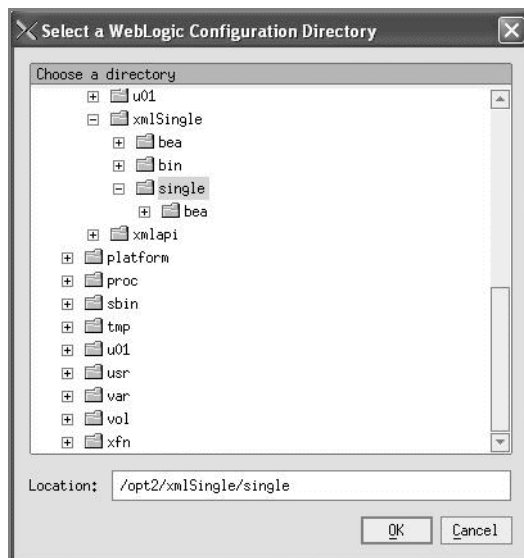 Select a WebLogic Configuration Directory
Choose a directory
u01
xmlSingle
bea
bin
single
bea
xmlapi
platform
proc
sbin
tmp
u01
usr
var
vol
xfn
Location: /opt2/xmlSingle/single
OK Cancel